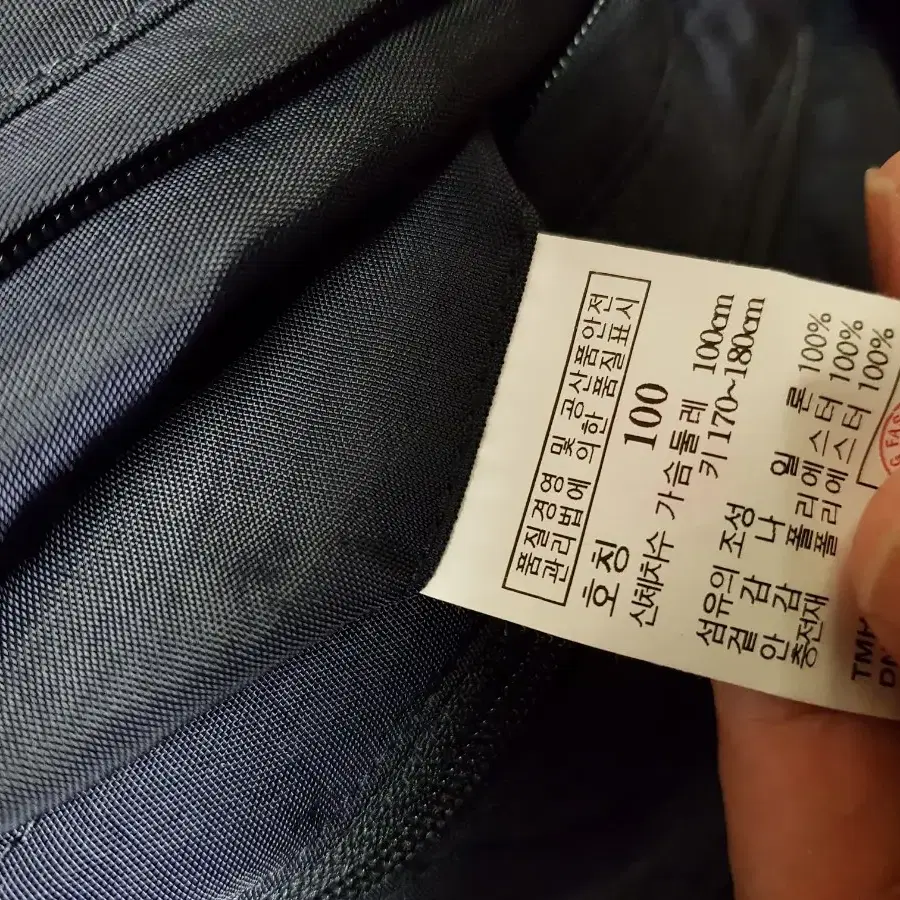 품질경영 및 공산품안전
관리법에 의한 품질표시
호칭 100
신체치수 가슴둘레 100cm
키 170~180cm
섬유의 조성
겉감 나일론 100%
안감 폴리에스터 100%
충전재 폴리에스터 100%